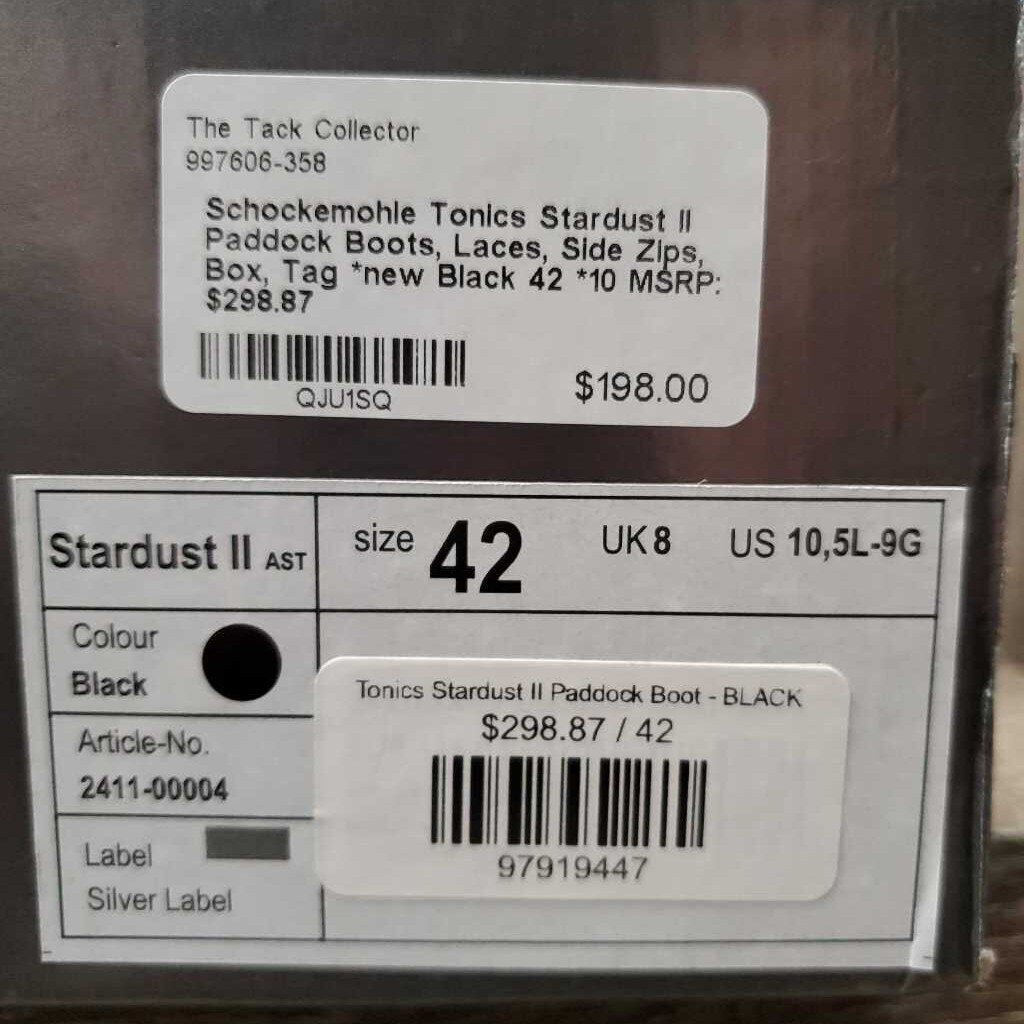 The Tack Collector
997606-358
Schockemohle Tonics Stardust II
Paddock Boots, Laces, Side Zips,
Box, Tag *new Black 42 *10 MSRP:
$298.87
QJU1SQ
$198.00
Stardust II AST
size 42 UK 8 US 10,5L-9G
Colour
Black
Article-No.
2411-00004
Label
Silver Label
Tonics Stardust II Paddock Boot - BLACK
$298.87 / 42
97919447